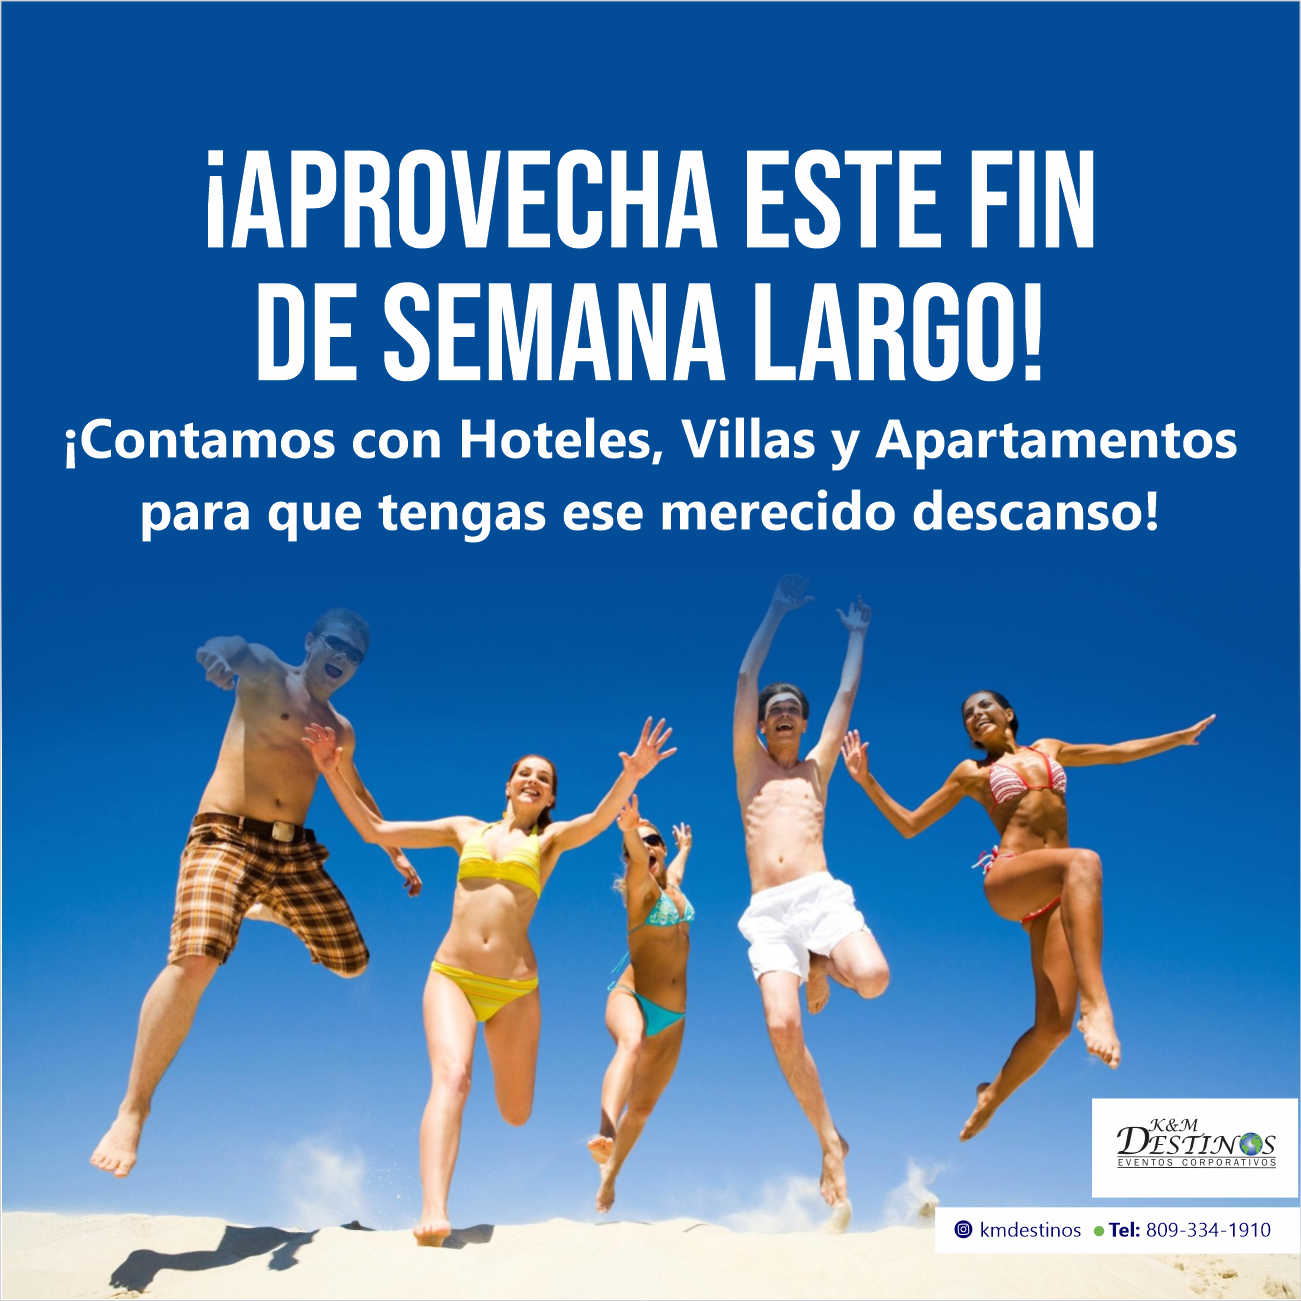 ¡APROVECHA ESTE FIN
DE SEMANA LARGO!
¡Contamos con Hoteles, Villas y Apartamentos
para que tengas ese merecido descanso!
K&M
DESTINOS
EVENTOS CORPORATIVOS
kmdestinos Tel: 809-334-1910